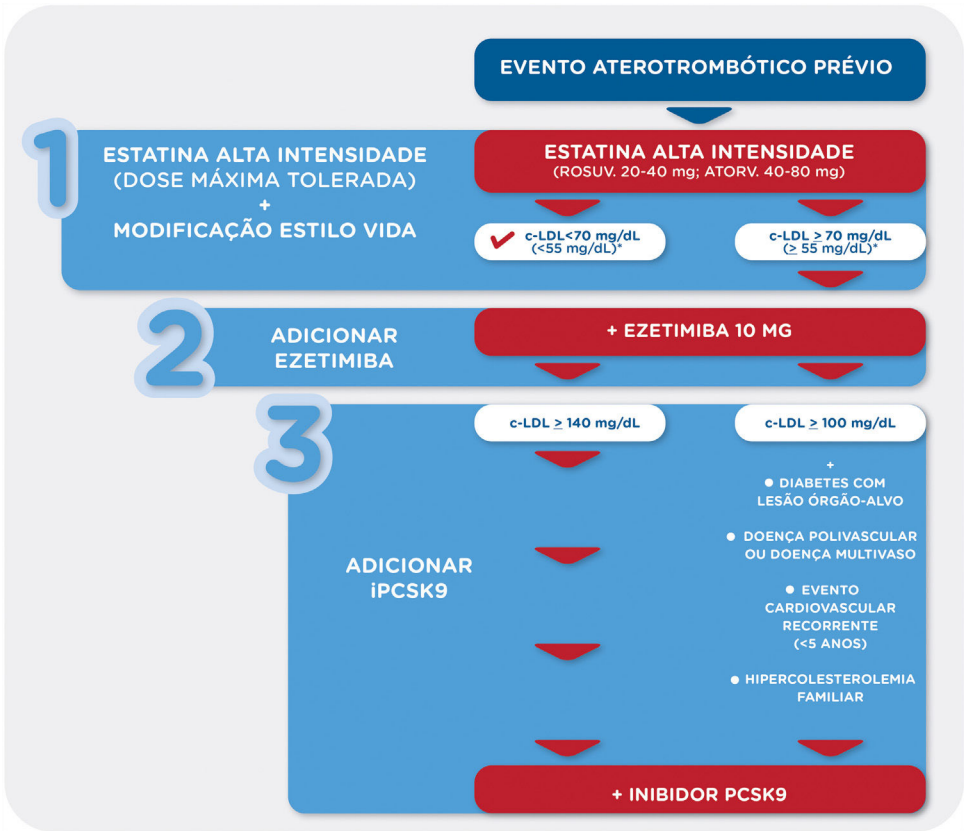 EVENTO ATEROTROMBÓTICO PRÉVIO
1
ESTATINA ALTA INTENSIDADE
(DOSE MÁXIMA TOLERADA)
+
MODIFICAÇÃO ESTILO VIDA
ESTATINA ALTA INTENSIDADE
(ROSUV. 20-40 mg; ATORV. 40-80 mg)
c-LDL<70 mg/dL
(<55 mg/dL)*
c-LDL ≥ 70 mg/dL
(≥ 55 mg/dL)*
2
ADICIONAR
EZETIMIBA
+ EZETIMIBA 10 MG
3
ADICIONAR
iPCSK9
c-LDL ≥ 140 mg/dL
c-LDL ≥ 100 mg/dL
+
● DIABETES COM
LESÃO ÓRGÃO-ALVO
● DOENÇA POLIVASCULAR
OU DOENÇA MULTIVASO
● EVENTO
CARDIOVASCULAR
RECORRENTE
(<5 ANOS)
● HIPERCOLESTEROLEMIA
FAMILIAR
+ INIBIDOR PCSK9